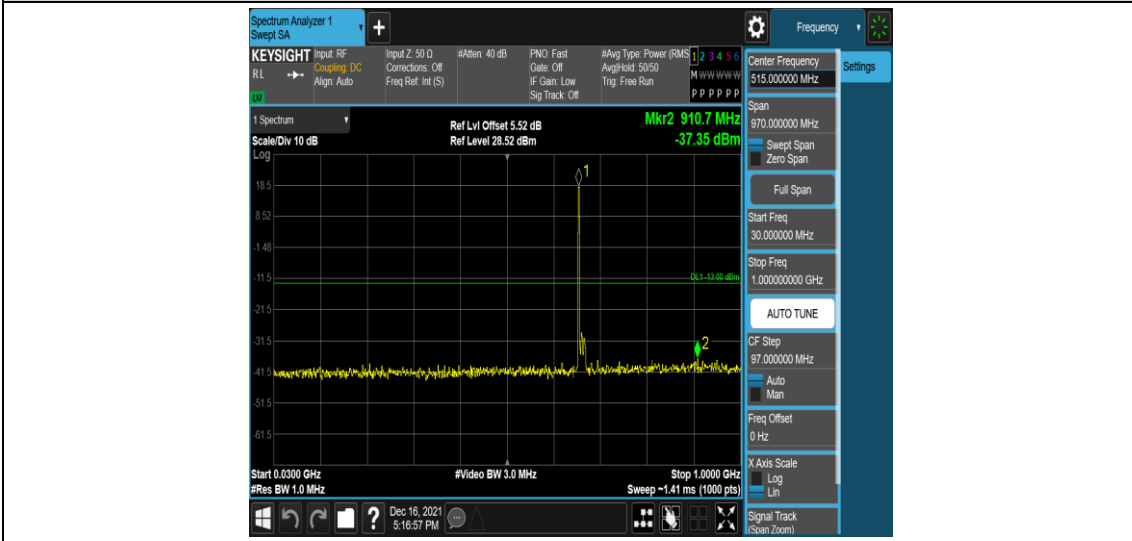 Spectrum Analyzer 1
Swept SA
+
Frequency
KEYSIGHT
RL
LXI
Input: RF
Coupling: DC
Align: Auto
Input Z: 50 Ω
Corrections: Off
Freq Ref: Int (S)
#Atten: 40 dB
PNO: Fast
Gate: Off
IF Gain: Low
Sig Track: Off
#Avg Type: Power (RMS
Avg|Hold: 50/50
Trig: Free Run
1 2 3 4 5 6
M W W W W W
P P P P P P
1 Spectrum
Scale/Div 10 dB
Log
Ref Lvl Offset 5.52 dB
Ref Level 28.52 dBm
Mkr2 910.7 MHz
-37.35 dBm
1
18.5
8.52
-1.48
-11.5
DL1 -13.00 dBm
-21.5
-31.5
2
-41.5
-51.5
-61.5
Start 0.0300 GHz
#Res BW 1.0 MHz
#Video BW 3.0 MHz
Stop 1.0000 GHz
Sweep ~1.41 ms (1000 pts)
?
Dec 16, 2021
5:16:57 PM
Center Frequency
515.000000 MHz
Span
970.000000 MHz
Swept Span
Zero Span
Full Span
Start Freq
30.000000 MHz
Stop Freq
1.000000000 GHz
AUTO TUNE
CF Step
97.000000 MHz
Auto
Man
Freq Offset
0 Hz
X Axis Scale
Log
Lin
Signal Track
(Span Zoom)
Settings